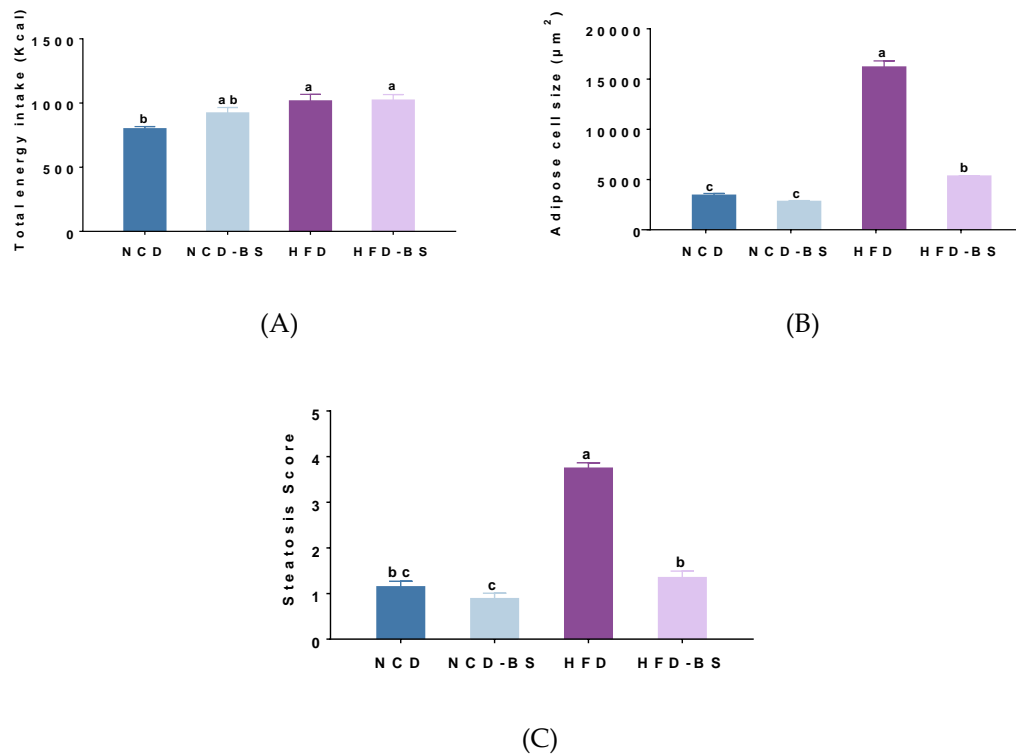 Total energy intake (Kcal)
1500
1000
500
0
b
a b
a
a
NCD
NCD-BS
HFD
HFD-BS
(A)
Adipose cell size (µm²)
20000
15000
10000
5000
0
c
c
a
b
NCD
NCD-BS
HFD
HFD-BS
(B)
Steatosis Score
5
4
3
2
1
0
b c
c
a
b
NCD
NCD-BS
HFD
HFD-BS
(C)